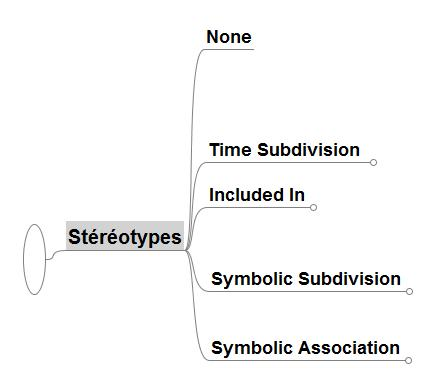 None
Time Subdivision
Included In
Stéréotypes
Symbolic Subdivision
Symbolic Association